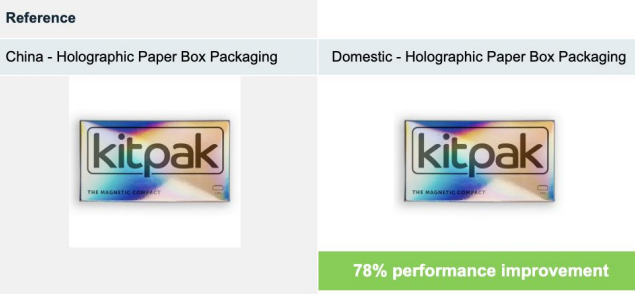 Reference
China - Holographic Paper Box Packaging
Domestic - Holographic Paper Box Packaging
kitpak
THE MAGNETIC COMPACT
kitpak
THE MAGNETIC COMPACT
78% performance improvement